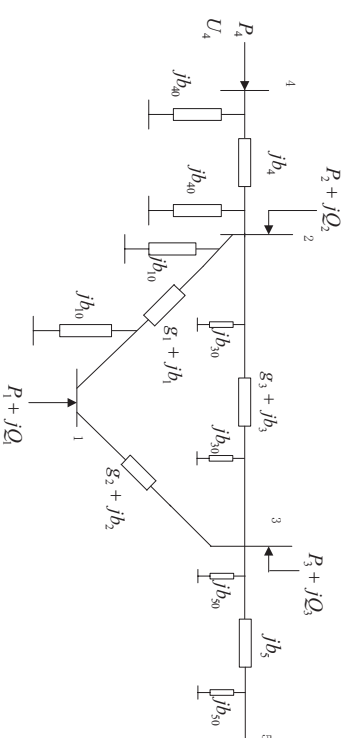 P₄
U₄
4
jb₄₀
jb₄
jb₄₀
P₂ + jQ₂
2
jb₁₀
g₁ + jb₁
jb₁₀
jb₃₀
g₃ + jb₃
jb₃₀
P₁ + jQ₁
1
g₂ + jb₂
3
P₃ + jQ₃
jb₅₀
jb₅
jb₅₀